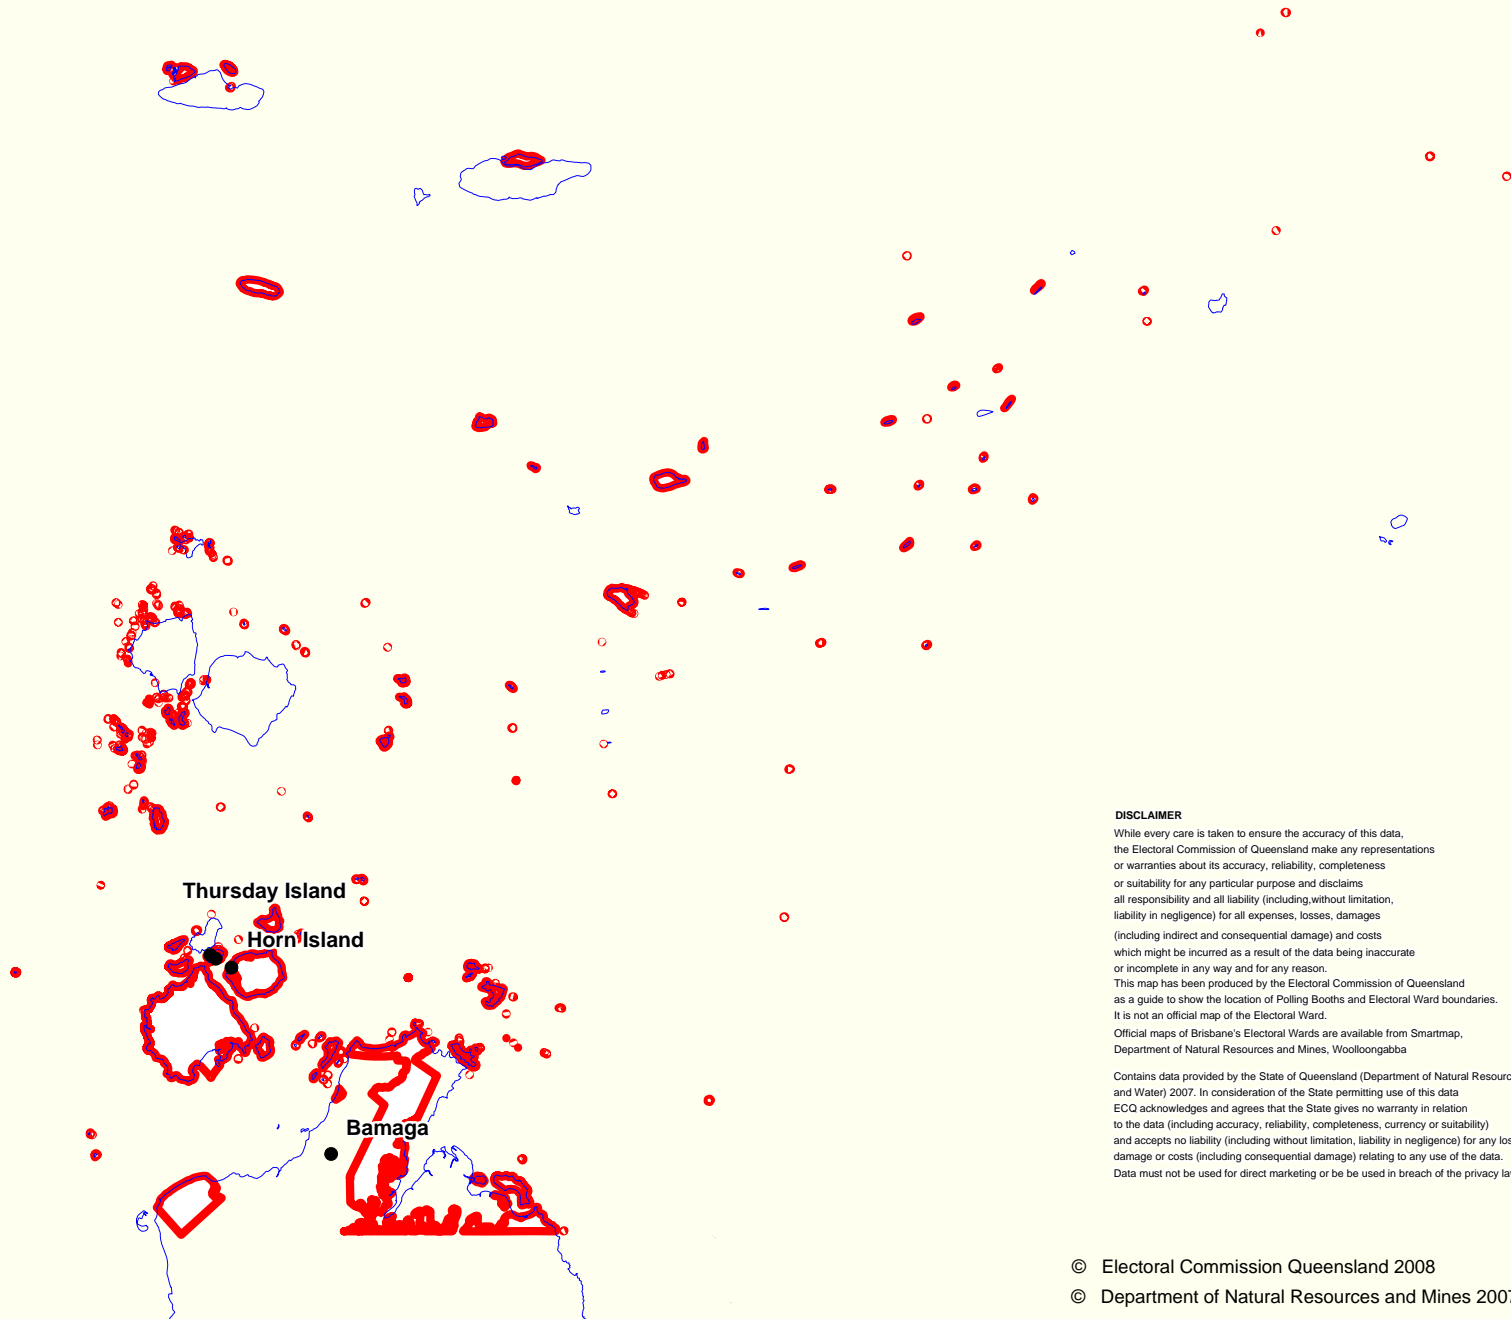 Thursday Island
Horn Island
Bamaga
DISCLAIMER
While every care is taken to ensure the accuracy of this data,
the Electoral Commission of Queensland make any representations
or warranties about its accuracy, reliability, completeness
or suitability for any particular purpose and disclaims
all responsibility and all liability (including,without limitation,
liability in negligence) for all expenses, losses, damages
(including indirect and consequential damage) and costs
which might be incurred as a result of the data being inaccurate
or incomplete in any way and for any reason.
This map has been produced by the Electoral Commission of Queensland
as a guide to show the location of Polling Booths and Electoral Ward boundaries.
It is not an official map of the Electoral Ward.
Official maps of Brisbane's Electoral Wards are available from Smartmap,
Department of Natural Resources and Mines, Woolloongabba
Contains data provided by the State of Queensland (Department of Natural Resourc
and Water) 2007. In consideration of the State permitting use of this data
ECQ acknowledges and agrees that the State gives no warranty in relation
to the data (including accuracy, reliability, completeness, currency or suitability)
and accepts no liability (including without limitation, liability in negligence) for any los
damage or costs (including consequential damage) relating to any use of the data.
Data must not be used for direct marketing or be be used in breach of the privacy la
© Electoral Commission Queensland 2008
© Department of Natural Resources and Mines 2007